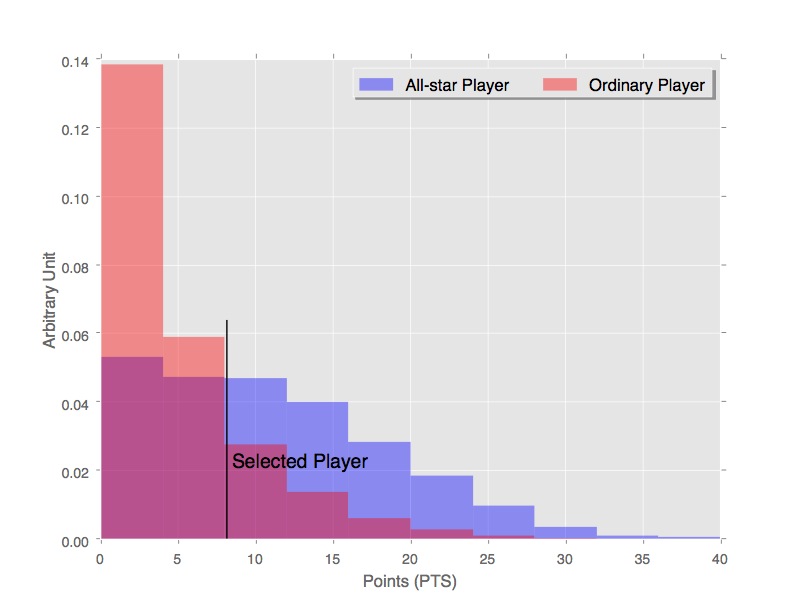 All-star Player Ordinary Player
0.14
0.12
0.10
0.08
0.06
0.04
0.02
0.00
Arbitrary Unit
Selected Player
0 5 10 15 20 25 30 35 40
Points (PTS)